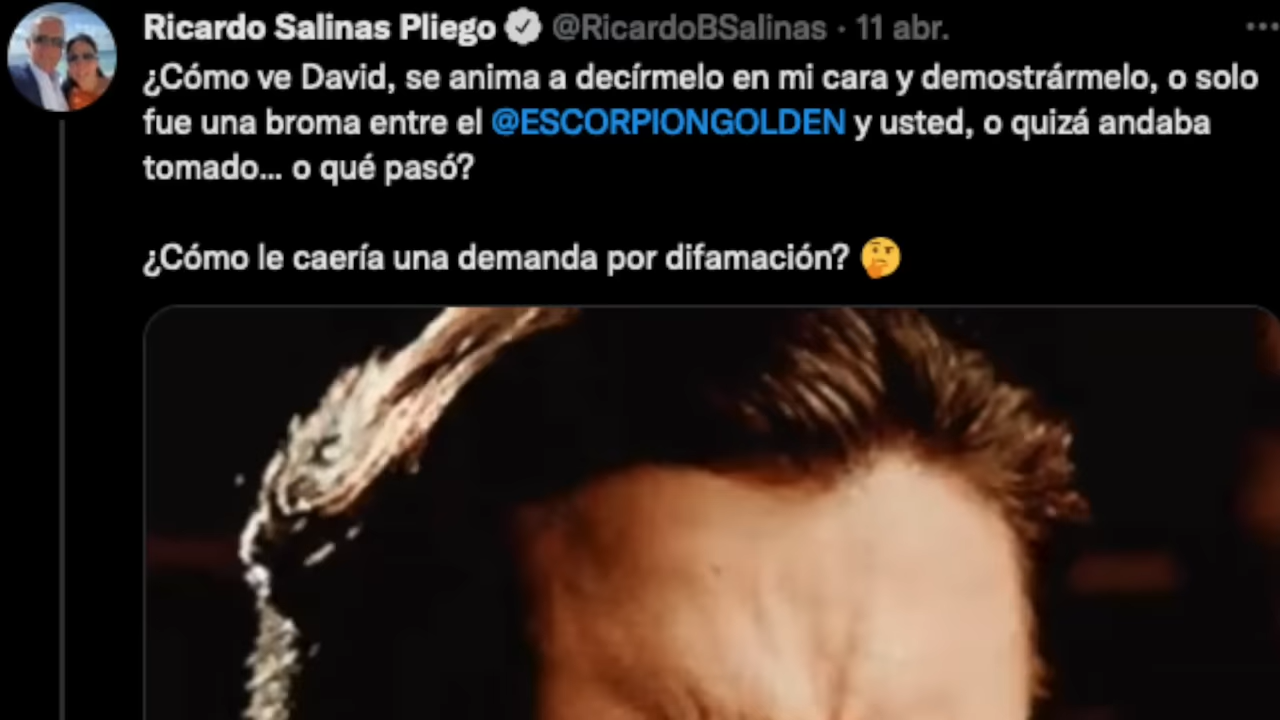 Ricardo Salinas Pliego @RicardoBSalinas · 11 abr.
¿Cómo ve David, se anima a decírmelo en mi cara y demostrármelo, o solo
fue una broma entre el @ESCORPIONGOLDEN y usted, o quizá andaba
tomado... o qué pasó?
¿Cómo le caería una demanda por difamación? 🤔